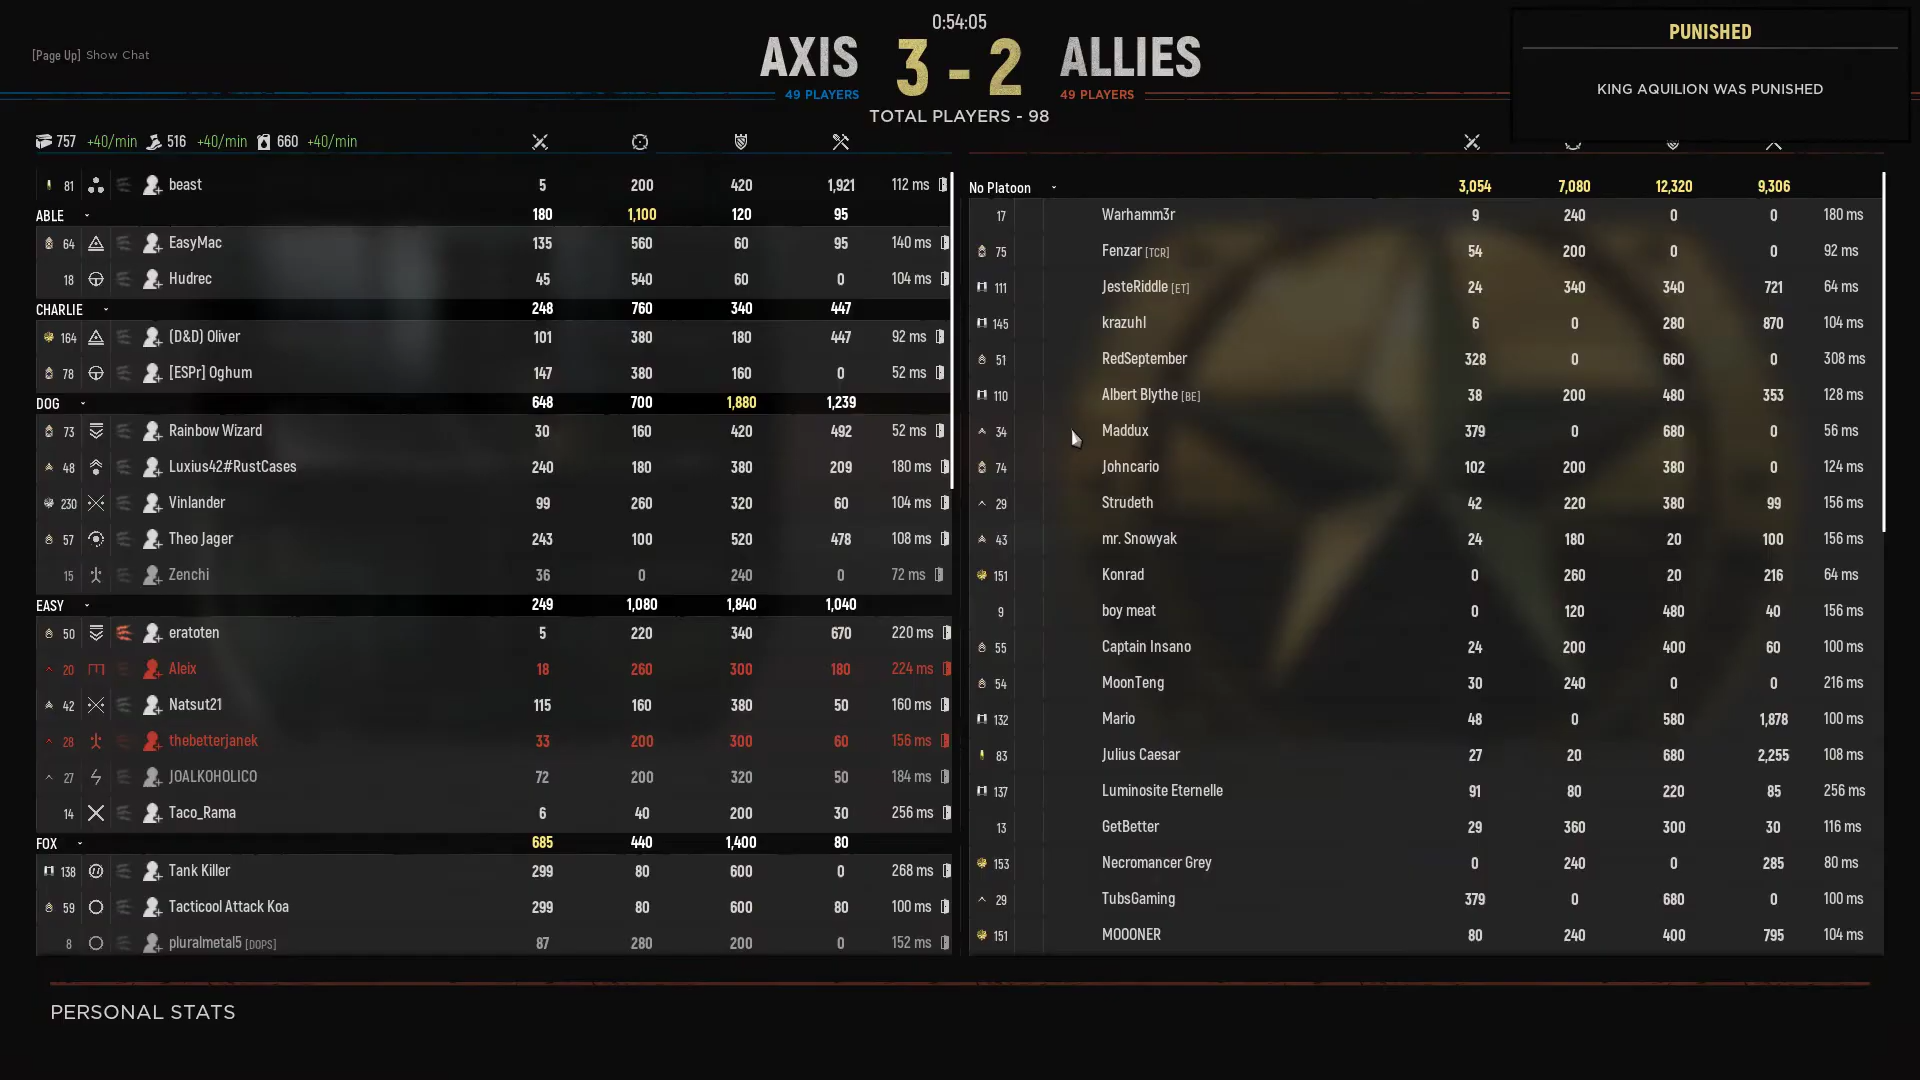 [Page Up] Show Chat
0:54:05
AXIS 3 - 2 ALLIES
49 PLAYERS 49 PLAYERS
TOTAL PLAYERS - 98
PUNISHED
KING AQUILION WAS PUNISHED
757 +40/min 516 +40/min 660 +40/min
81 beast 5 200 420 1,921 112 ms
ABLE 180 1,100 120 95
64 EasyMac 135 560 60 95 140 ms
18 Hudrec 45 540 60 0 104 ms
CHARLIE 248 760 340 447
164 (D&D) Oliver 101 380 180 447 92 ms
78 [ESPr] Oghum 147 380 160 0 52 ms
DOG 648 700 1,880 1,239
73 Rainbow Wizard 30 160 420 492 52 ms
48 Luxius42#RustCases 240 180 380 209 180 ms
230 Vinlander 99 260 320 60 104 ms
57 Theo Jager 243 100 520 478 108 ms
15 Zenchi 36 0 240 0 72 ms
EASY 249 1,080 1,840 1,040
50 eratoten 5 220 340 670 220 ms
20 Aleix 18 260 300 180 224 ms
42 Natsut21 115 160 380 50 160 ms
28 thebetterjanek 33 200 300 60 156 ms
27 JOALKOHOLICO 72 200 320 50 184 ms
14 Taco_Rama 6 40 200 30 256 ms
FOX 685 440 1,400 80
138 Tank Killer 299 80 600 0 268 ms
59 Tacticool Attack Koa 299 80 600 80 100 ms
8 pluralmetal5 [DOPS] 87 280 200 0 152 ms
No Platoon 3,054 7,080 12,320 9,306
17 Warhamm3r 9 240 0 0 180 ms
75 Fenzar [TCR] 54 200 0 0 92 ms
111 JesteRiddle [ET] 24 340 340 721 64 ms
145 krazuhl 6 0 280 870 104 ms
51 RedSeptember 328 0 660 0 308 ms
110 Albert Blythe [BE] 38 200 480 353 128 ms
34 Maddux 379 0 680 0 56 ms
74 Johncario 102 200 380 0 124 ms
29 Strudeth 42 220 380 99 156 ms
43 mr. Snowyak 24 180 20 100 156 ms
151 Konrad 0 260 20 216 64 ms
9 boy meat 0 120 480 40 156 ms
55 Captain Insano 24 200 400 60 100 ms
54 MoonTeng 30 240 0 0 216 ms
132 Mario 48 0 580 1,878 100 ms
83 Julius Caesar 27 20 680 2,255 108 ms
137 Luminosite Eternelle 91 80 220 85 256 ms
13 GetBetter 29 360 300 30 116 ms
153 Necromancer Grey 0 240 0 285 80 ms
29 TubsGaming 379 0 680 0 100 ms
151 MOOONER 80 240 400 795 104 ms
PERSONAL STATS